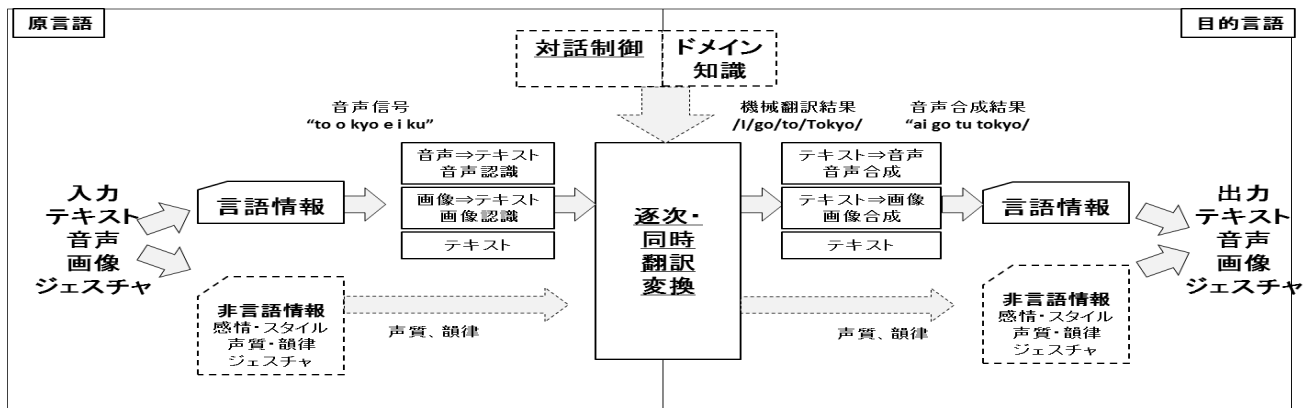 原言語
目的言語
対話制御
ドメイン
知識
音声信号
“to o kyo e i ku”
機械翻訳結果
/I/go/to/Tokyo/
音声合成結果
“ai go tu tokyo/
入力
テキスト
音声
画像
ジェスチャ
言語情報
音声⇒テキスト
音声認識
画像⇒テキスト
画像認識
テキスト
逐次・
同時
翻訳
変換
テキスト⇒音声
音声合成
テキスト⇒画像
画像合成
テキスト
言語情報
出力
テキスト
音声
画像
ジェスチャ
非言語情報
感情・スタイル
声質・韻律
ジェスチャ
声質、韻律
声質、韻律
非言語情報
感情・スタイル
声質・韻律
ジェスチャ